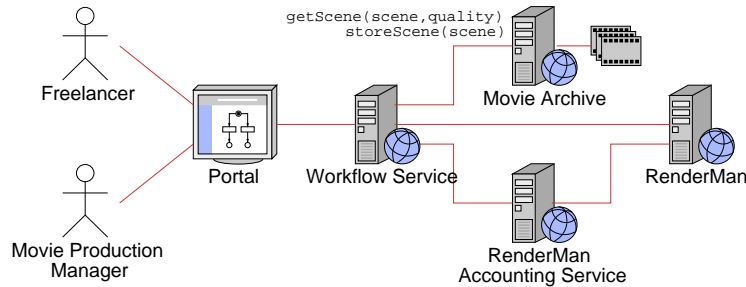 getScene(scene,quality)
storeScene(scene)
Freelancer
Movie Archive
Portal
Workflow Service
RenderMan
Movie Production
Manager
RenderMan
Accounting Service